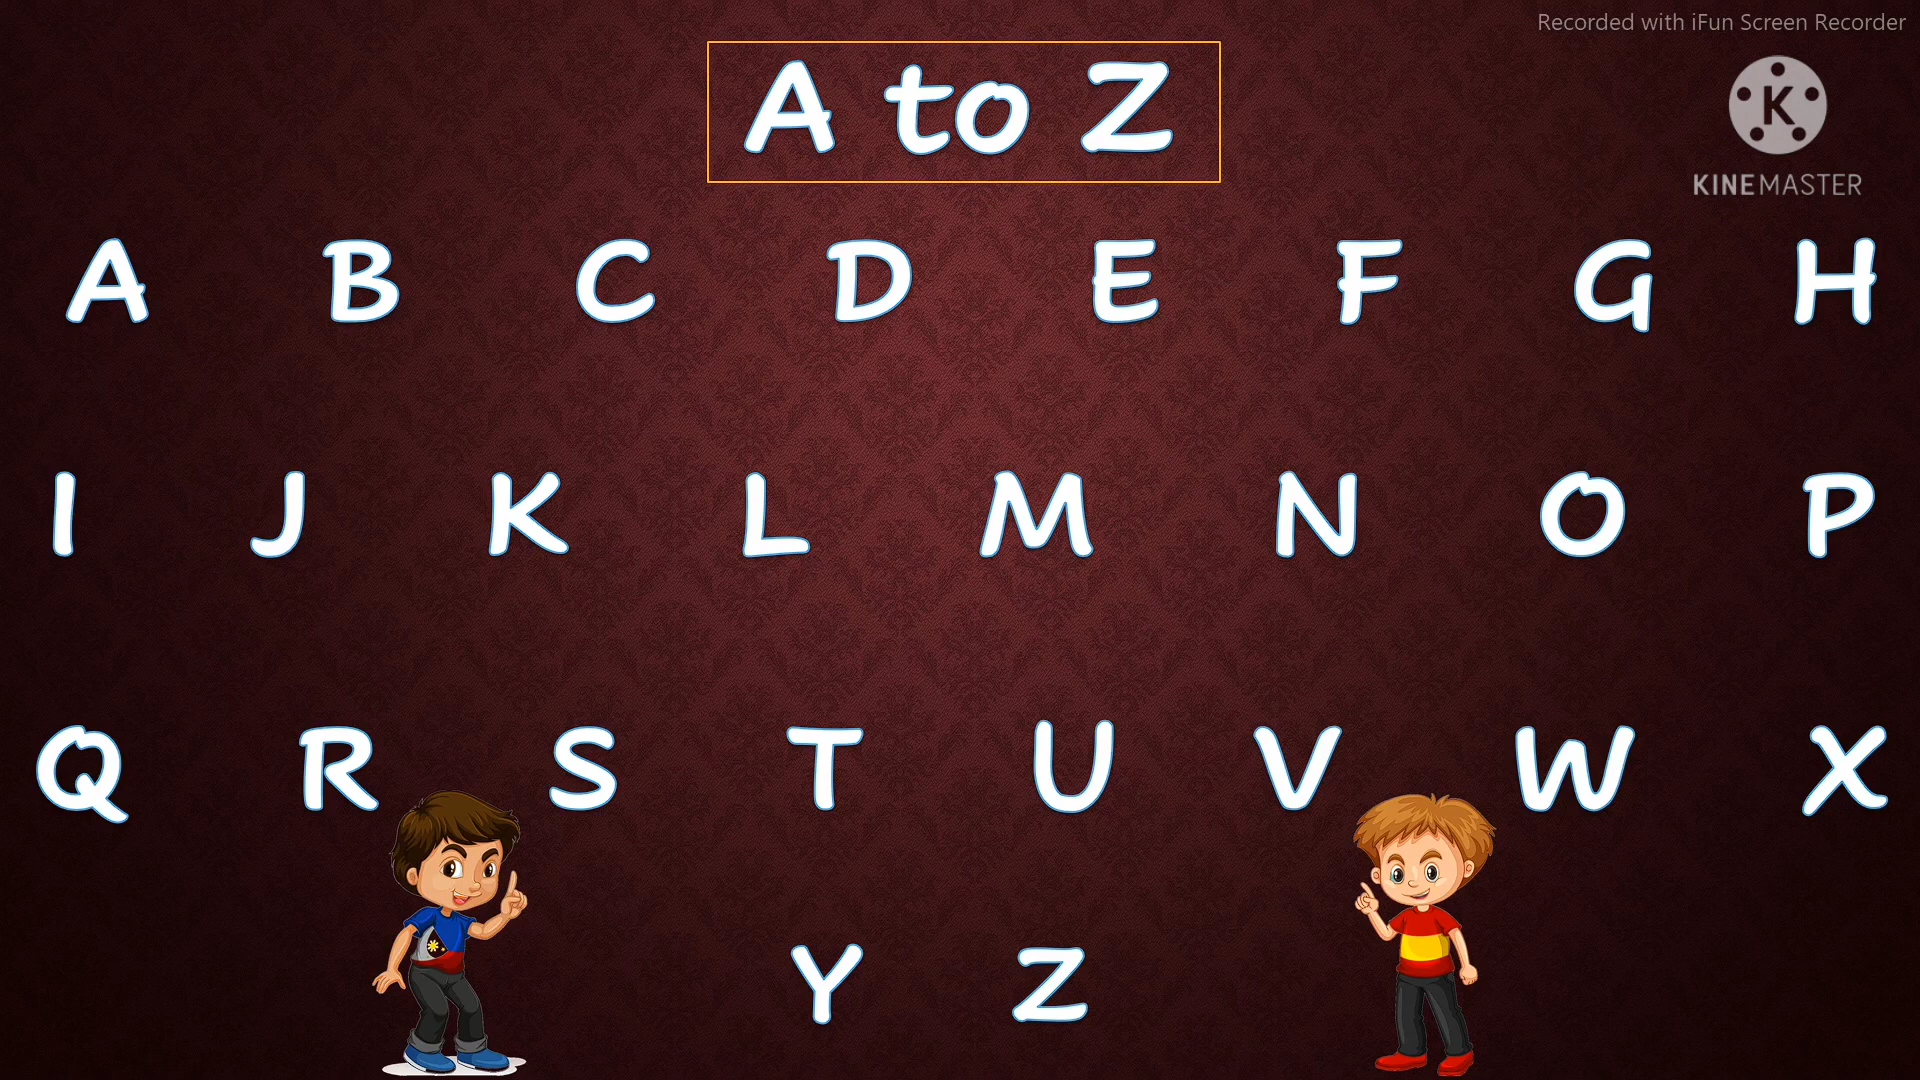 Recorded with iFun Screen Recorder
A to Z
K
KINEMASTER
A B C D E F G H
I J K L M N O P
Q R S T U V W X
Y Z